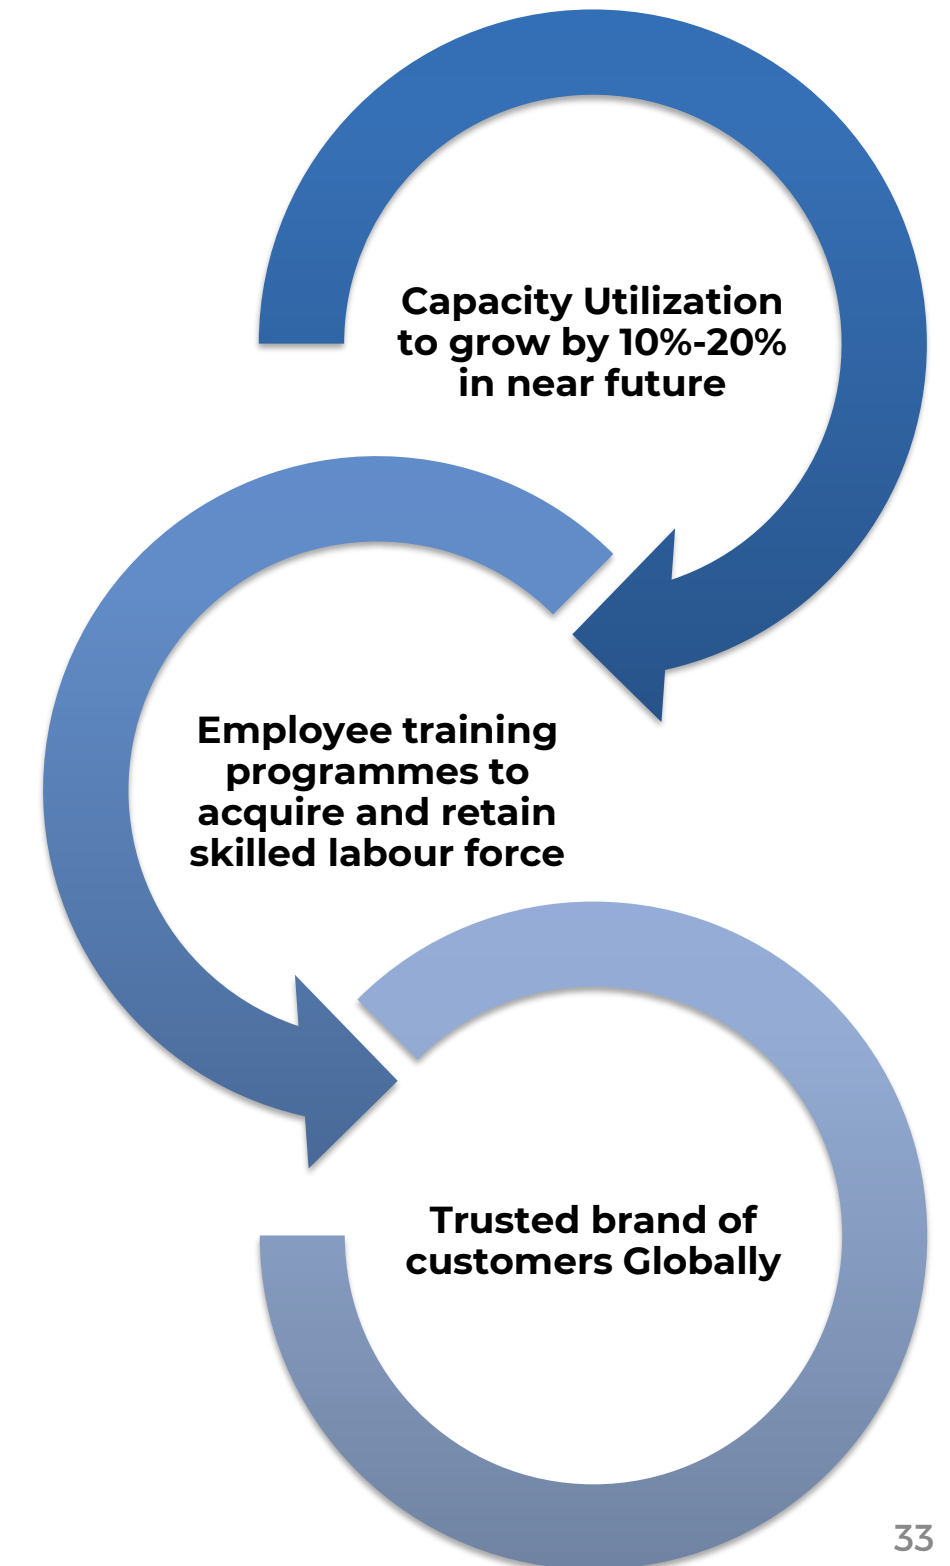 Capacity Utilization
to grow by 10%-20%
in near future
Employee training
programmes to
acquire and retain
skilled labour force
Trusted brand of
customers Globally
33